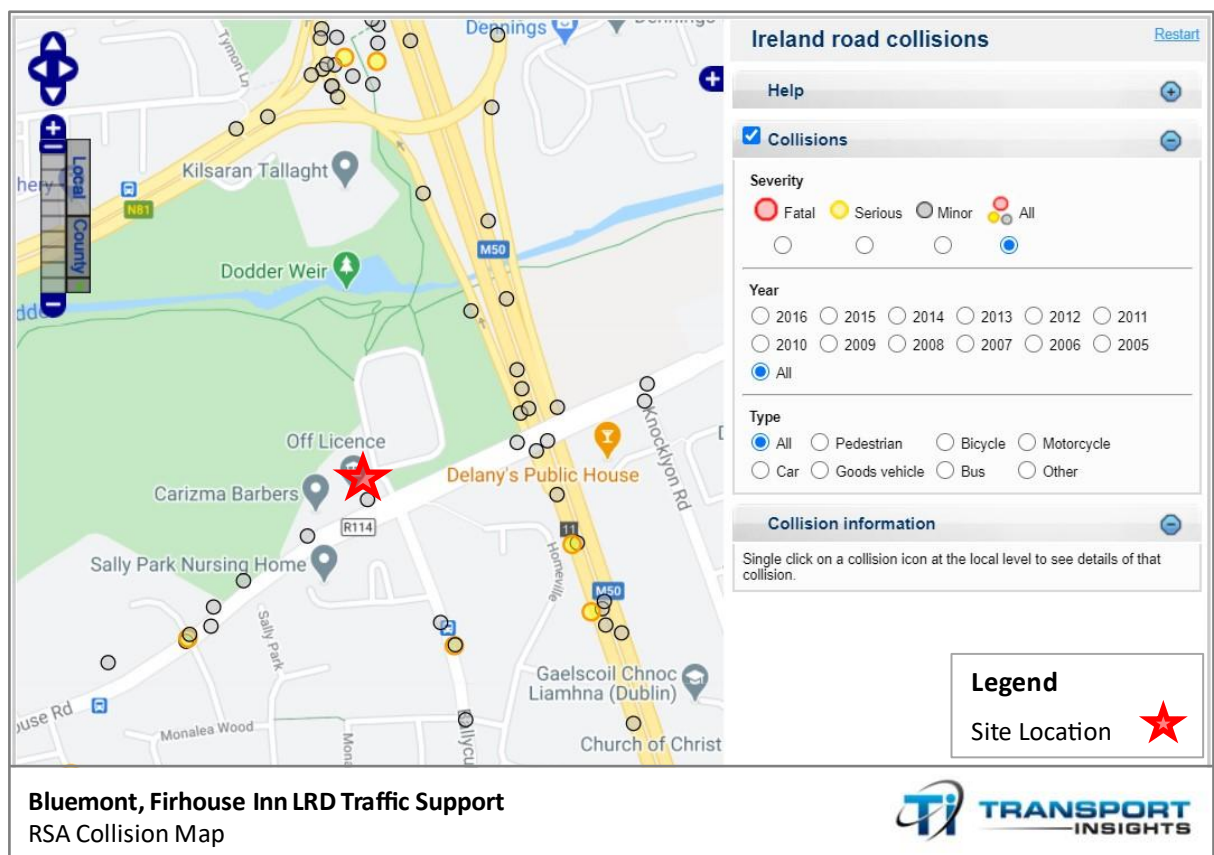 Tymon Ln
Dennings
Dennings
Kilsaran Tallaght
hery
N81
Local
County
M50
Dodder Weir
Off Licence
Knocklyon Rd
Delany's Public House
Carizma Barbers
R114
11
Homeville
Sally Park Nursing Home
M50
Sally Park
Gaelscoil Chnoc
Liamhna (Dublin)
ouse Rd
Monalea Wood
Mona
llycu
Church of Christ
Ireland road collisions
Restart
Help
Collisions
Severity
Fatal Serious Minor All
Year
2016 2015 2014 2013 2012 2011
2010 2009 2008 2007 2006 2005
All
Type
All Pedestrian Bicycle Motorcycle
Car Goods vehicle Bus Other
Collision information
Single click on a collision icon at the local level to see details of that
collision.
Legend
Site Location
Bluemont, Firhouse Inn LRD Traffic Support
RSA Collision Map
Ti TRANSPORT
INSIGHTS